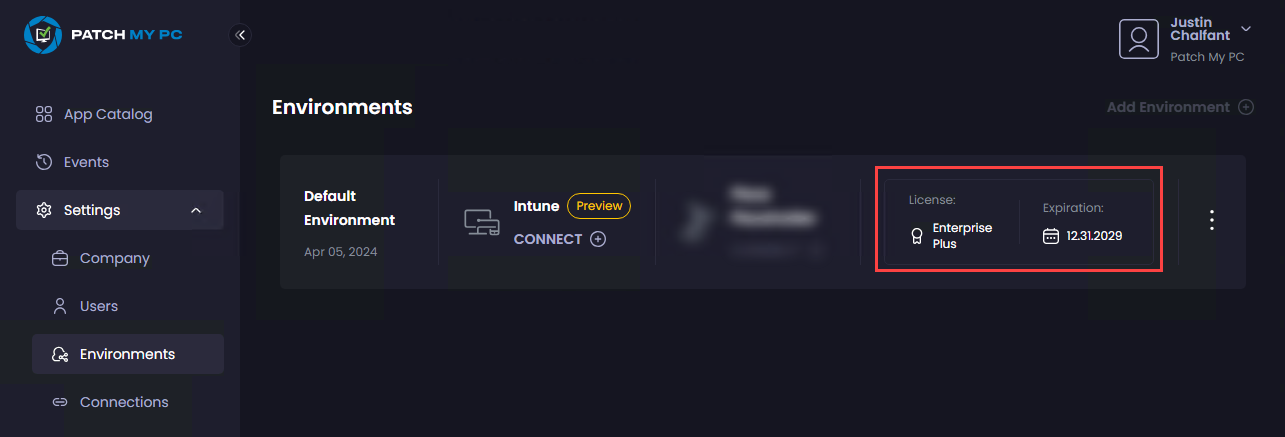 PATCH MY PC
Justin
Chalfant
Patch My PC
App Catalog
Events
Settings
Company
Users
Environments
Connections
Environments
Add Environment
Default
Environment
Apr 05, 2024
Intune Preview
CONNECT
License:
Enterprise
Plus
Expiration:
12.31.2029